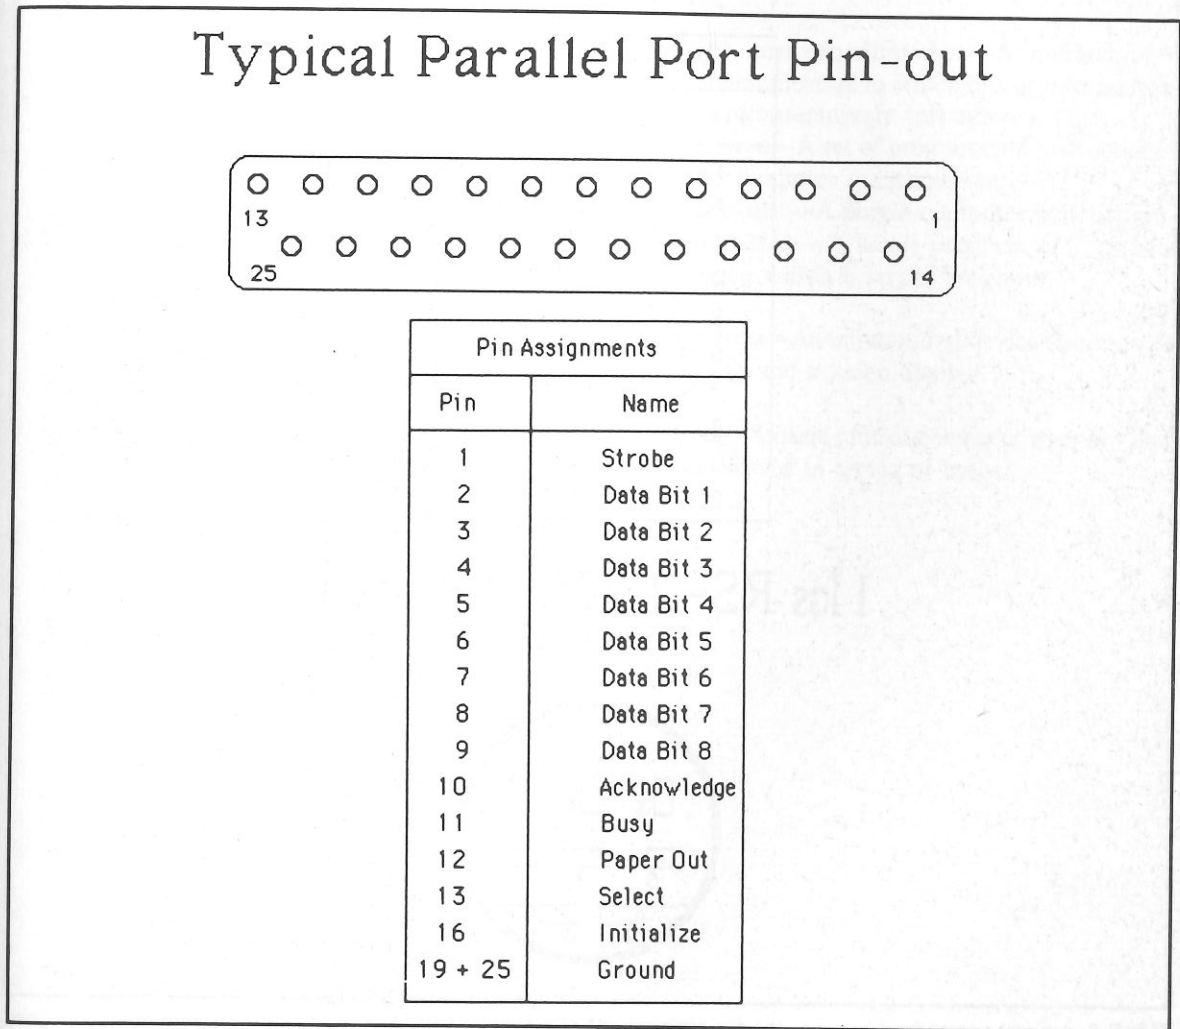 Typical Parallel Port Pin-out
13
1
25
14
Pin Assignments
Pin Name
1 Strobe
2 Data Bit 1
3 Data Bit 2
4 Data Bit 3
5 Data Bit 4
6 Data Bit 5
7 Data Bit 6
8 Data Bit 7
9 Data Bit 8
10 Acknowledge
11 Busy
12 Paper Out
13 Select
16 Initialize
19 + 25 Ground